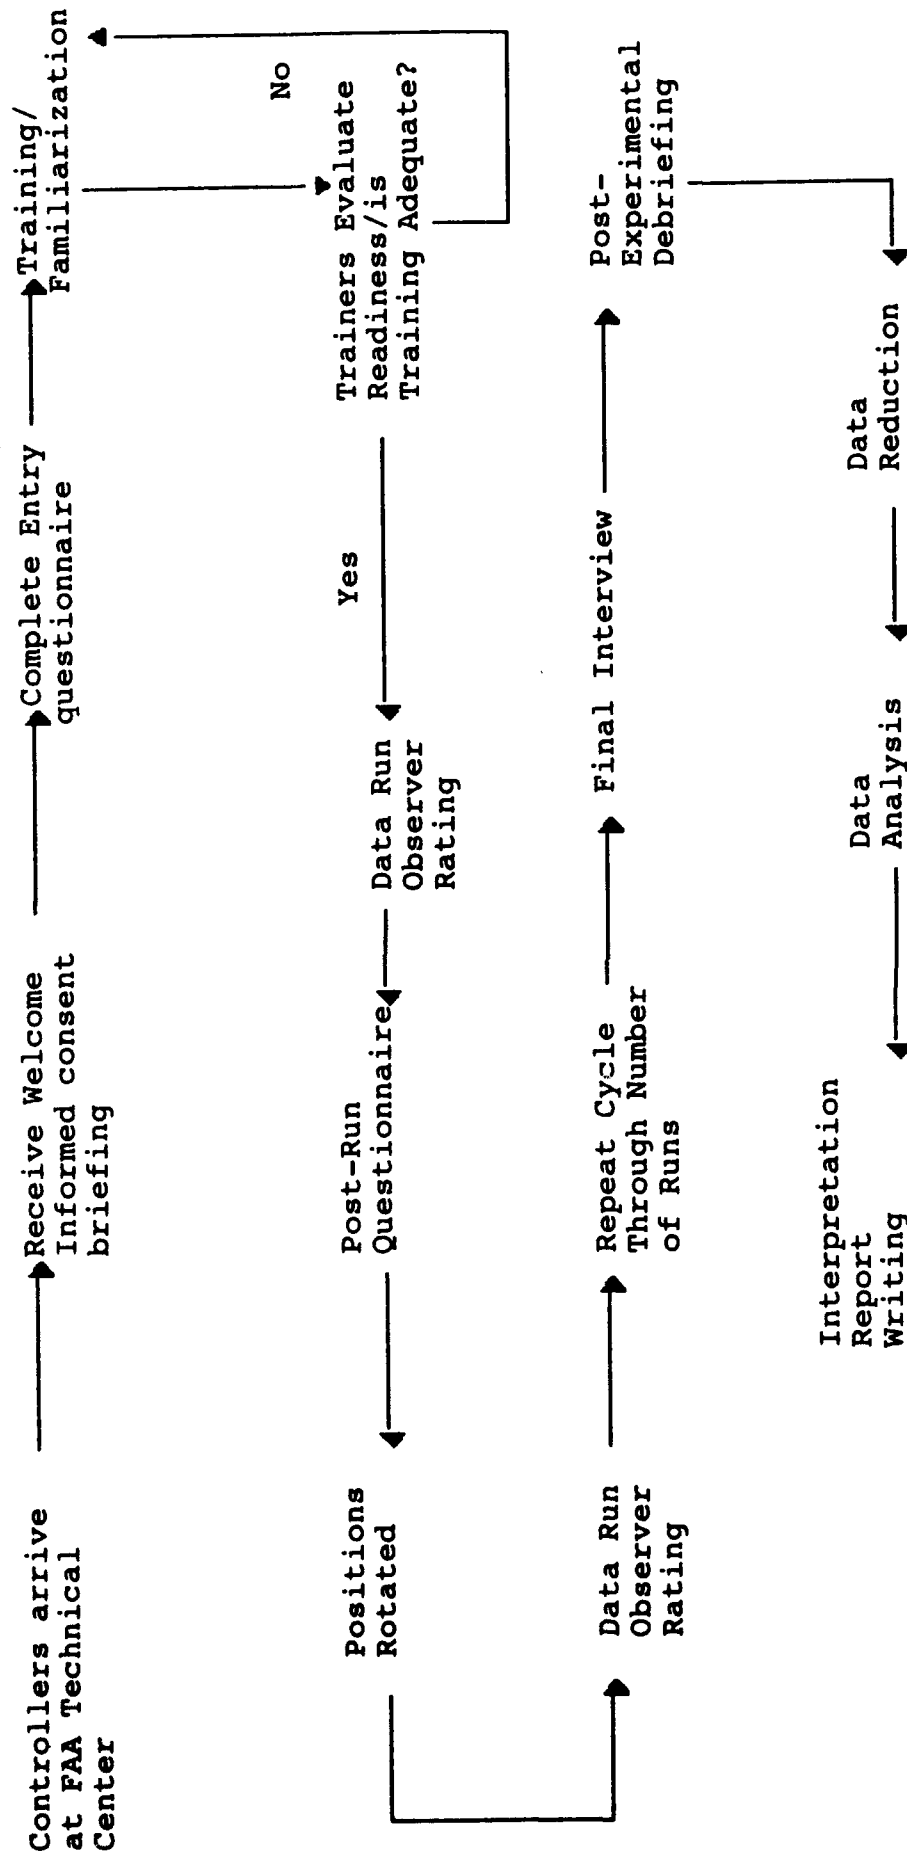 Controllers arrive
at FAA Technical
Center
Receive Welcome
Informed consent
briefing
Complete Entry
questionnaire
Training/
Familiarization
No
Trainers Evaluate
Readiness/is
Training Adequate?
Yes
Data Run
Observer
Rating
Post-Run
Questionnaire
Positions
Rotated
Data Run
Observer
Rating
Repeat Cycle
Through Number
of Runs
Final Interview
Post-
Experimental
Debriefing
Data
Reduction
Data
Analysis
Interpretation
Report
Writing